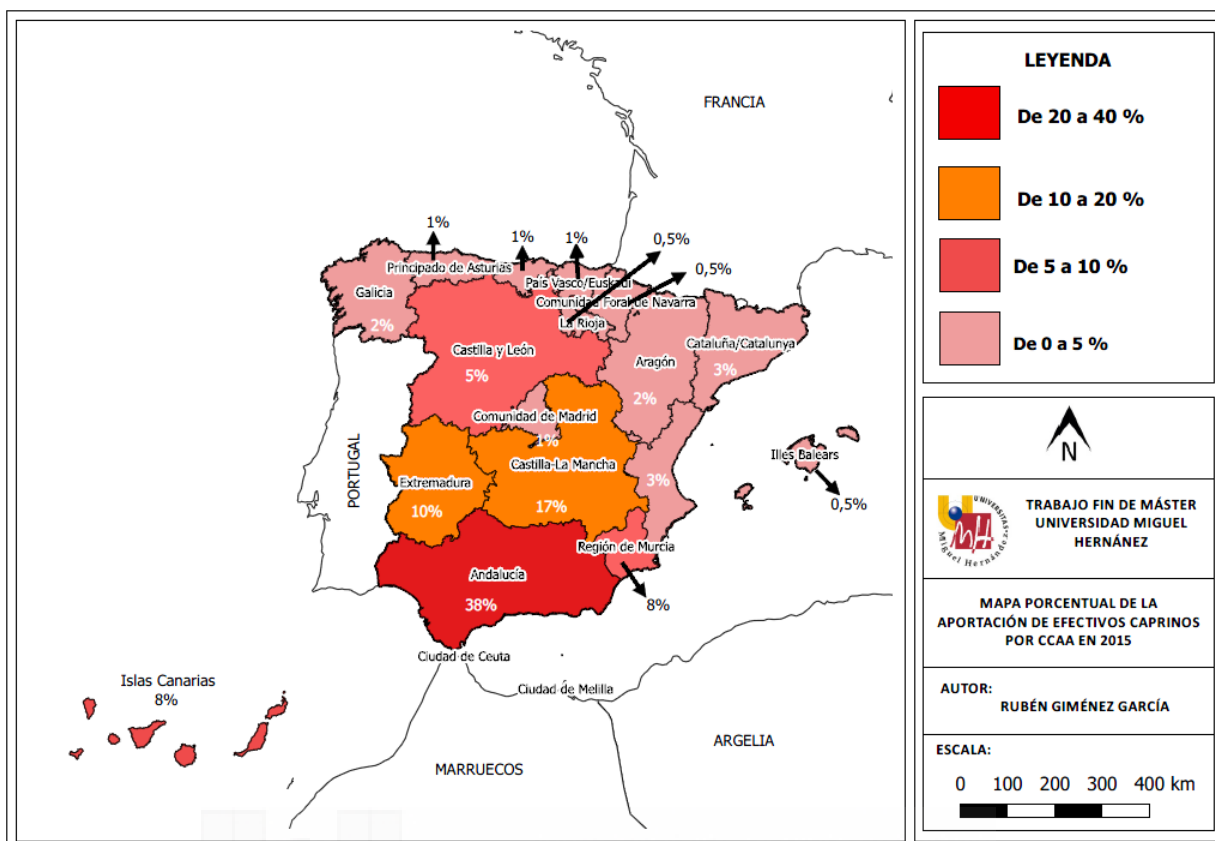 FRANCIA
1%
1%
1%
0,5%
0,5%
Principado de Asturias
País Vasco/Euskadi
Galicia
Comunidad Foral de Navarra
2%
La Rioja
Castilla y León
Cataluña/Catalunya
Aragón
5%
3%
2%
Comunidad de Madrid
1%
Illes Balears
Castilla-La Mancha
PORTUGAL
Extremadura
3%
10%
17%
0,5%
Región de Murcia
Andalucía
38%
8%
Ciudad de Ceuta
Islas Canarias
8%
Ciudad de Melilla
ARGELIA
MARRUECOS
LEYENDA
De 20 a 40 %
De 10 a 20 %
De 5 a 10 %
De 0 a 5 %
N
UNIVERSITAS
Miguel Hernández
TRABAJO FIN DE MÁSTER
UNIVERSIDAD MIGUEL
HERNÁNEZ
MAPA PORCENTUAL DE LA
APORTACIÓN DE EFECTIVOS CAPRINOS
POR CCAA EN 2015
AUTOR:
RUBÉN GIMÉNEZ GARCÍA
ESCALA:
0 100 200 300 400 km